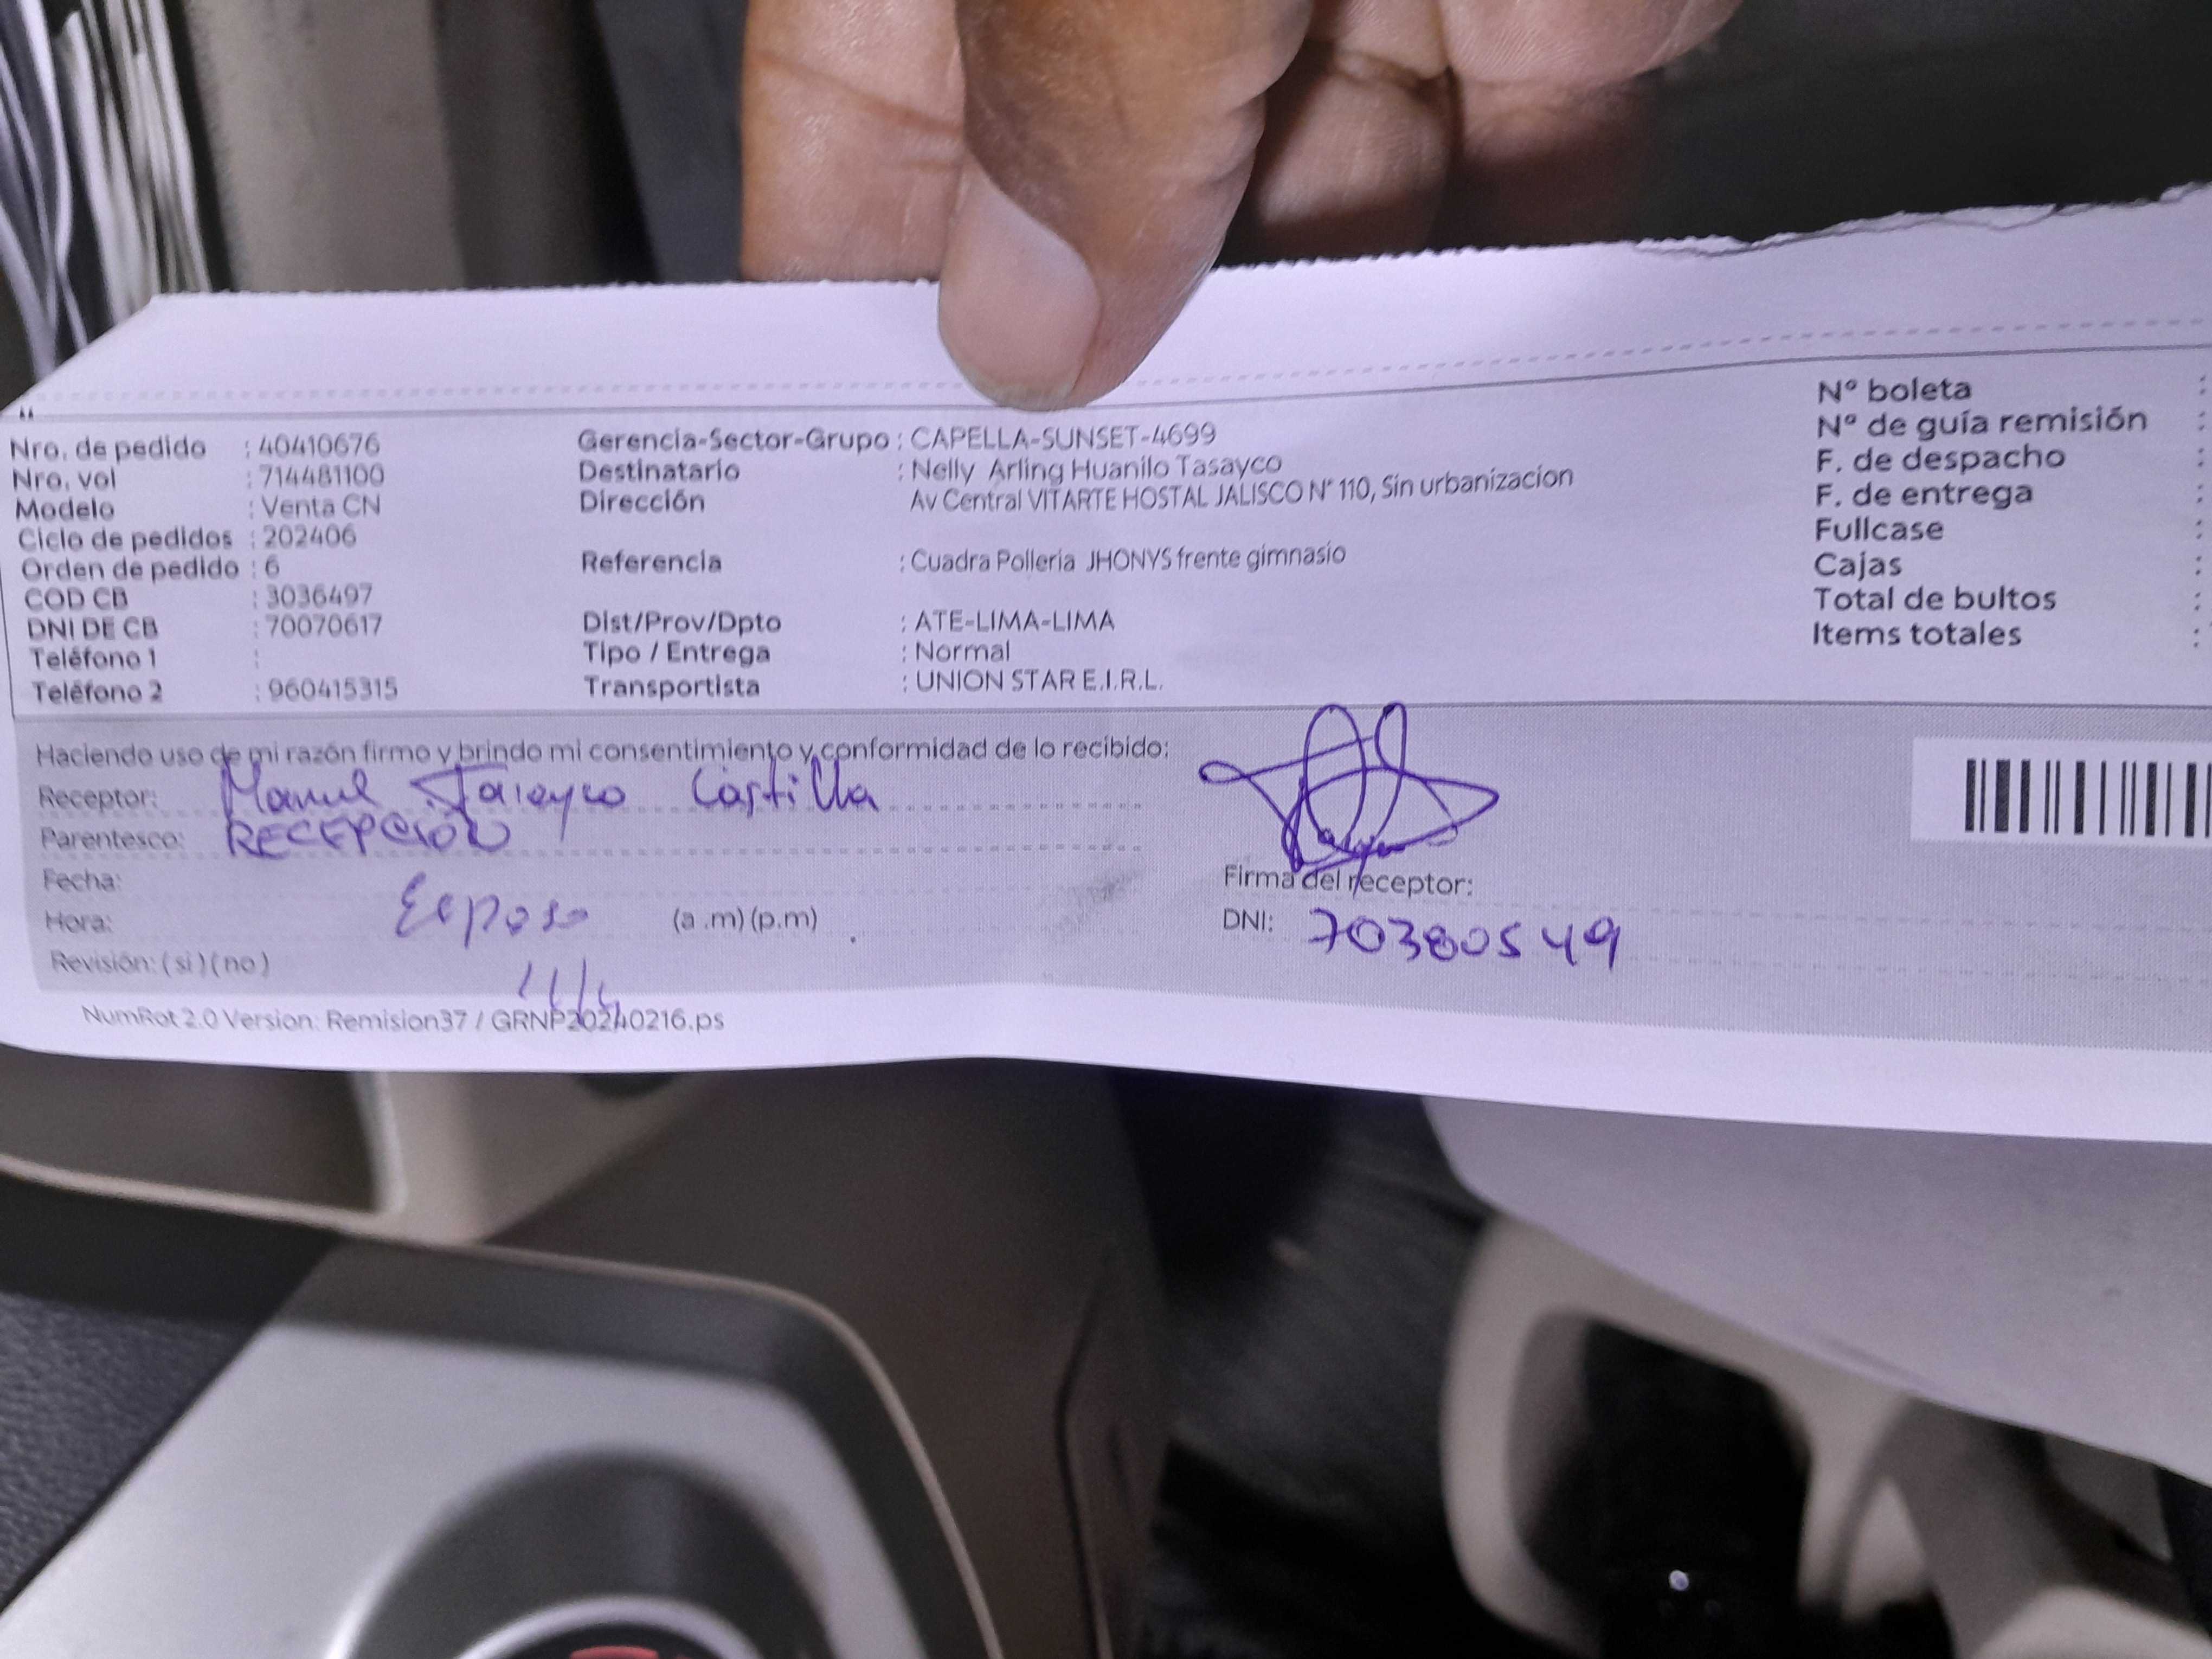 Nro. de pedido : 40410676
Nro. vol : 714481100
Modelo : Venta CN
Ciclo de pedidos : 202406
Orden de pedido : 6
COD CB : 3036497
DNI DE CB : 70070617
Teléfono 1 :
Teléfono 2 : 960415315
Gerencia-Sector-Grupo : CAPELLA-SUNSET-4699
Destinatario : Nelly Arling Huanilo Tasayco
Dirección Av Central VITARTE HOSTAL JALISCO N° 110, Sin urbanizacion
Referencia : Cuadra Polleria JHONYS frente gimnasio
Dist/Prov/Dpto : ATE-LIMA-LIMA
Tipo / Entrega : Normal
Transportista : UNION STAR E.I.R.L.
N° boleta :
N° de guía remisión :
F. de despacho :
F. de entrega :
Fullcase :
Cajas :
Total de bultos :
Items totales :
Haciendo uso de mi razón firmo y brindo mi consentimiento y conformidad de lo recibido:
Receptor: Manuel Tasayco Castilla
Parentesco: RECEPCIÓN
Fecha:
Esposo
Hora: (a .m) (p.m)
Revisión: ( si ) ( no )
Firma del receptor:
DNI: 70380549
NumRot 2.0 Version: Remision37 / GRNP20240216.ps